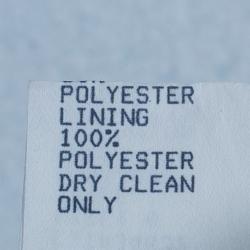 POLYESTER
LINING
100%
POLYESTER
DRY CLEAN
ONLY